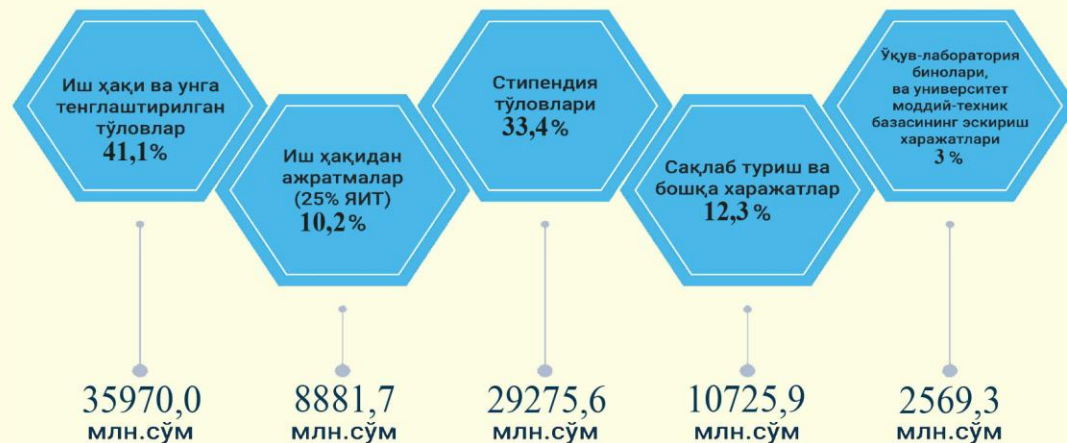 Иш ҳақи ва унга
тенглаштирилган
тўловлар
41,1%
Иш ҳақидан
ажратмалар
(25% ЯИТ)
10,2%
Стипендия
тўловлари
33,4%
Сақлаб туриш ва
бошқа харажатлар
12,3%
Ўқув-лаборатория
бинолари,
ва университет
моддий-техник
базасининг эскириш
харажатлари
3 %
35970,0
млн.сўм
8881,7
млн.сўм
29275,6
млн.сўм
10725,9
млн.сўм
2569,3
млн.сўм